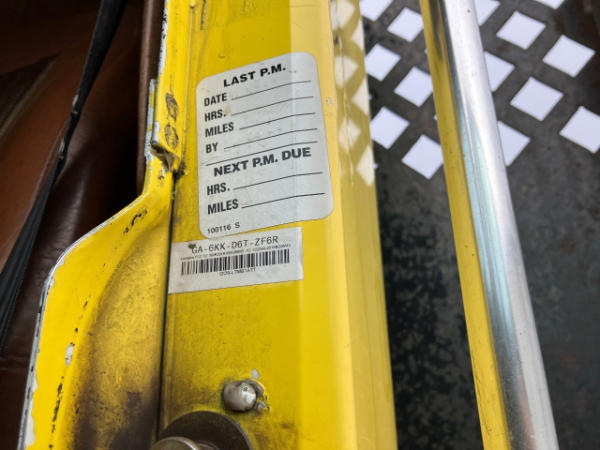 LAST P.M.
DATE
HRS.
MILES
BY
NEXT P.M. DUE
HRS.
MILES
100116 S
GA-6KK-D6T-ZF6R